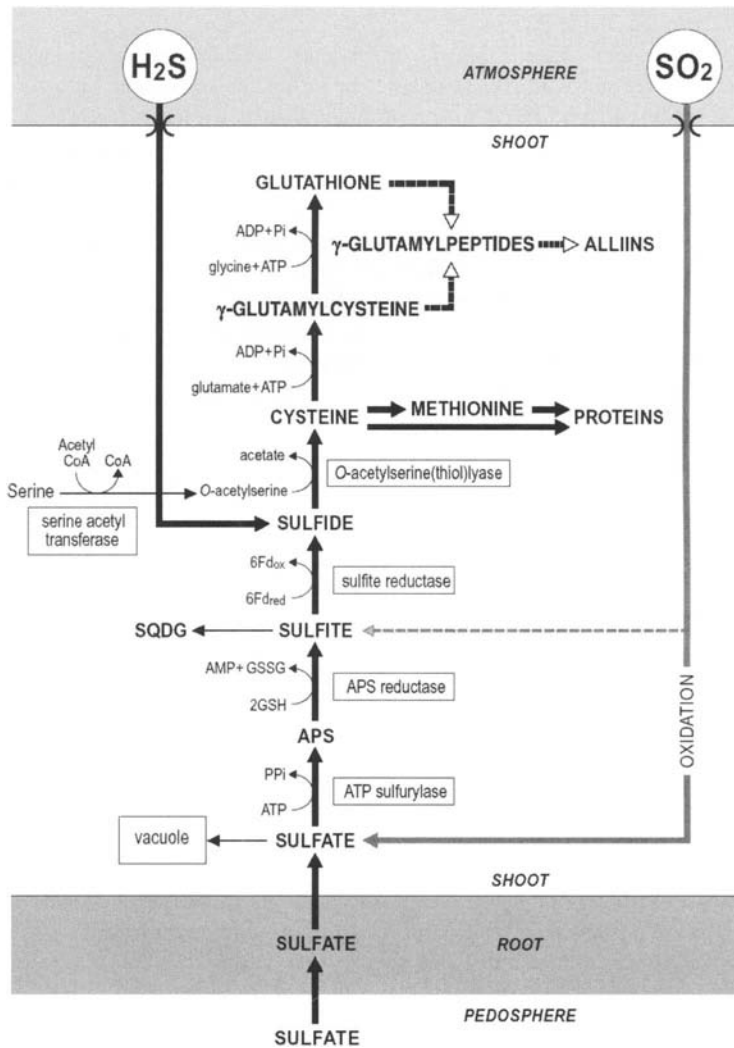 H2S
ATMOSPHERE
SO2
SHOOT
GLUTATHIONE
ADP+Pi
γ-GLUTAMYLPEPTIDES
ALLIINS
glycine+ATP
γ-GLUTAMYLCYSTEINE
ADP+Pi
glutamate+ATP
CYSTEINE
METHIONINE
PROTEINS
Acetyl
CoA
CoA
acetate
O-acetylserine(thiol)lyase
Serine
O-acetylserine
serine acetyl
transferase
SULFIDE
6Fdox
sulfite reductase
6Fdred
SQDG
SULFITE
AMP+ GSSG
APS reductase
2GSH
OXIDATION
APS
PPi
ATP sulfurylase
ATP
vacuole
SULFATE
SHOOT
SULFATE
ROOT
PEDOSPHERE
SULFATE